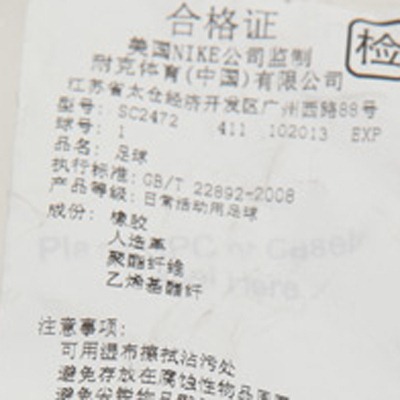 合格证
检
美国NIKE公司监制
耐克体育(中国)有限公司
江苏省太仓经济开发区广州西路88号
型号: SC2472 411 102013 EXP
球号: 1
品名: 足球
执行标准: GB/T 22892-2008
产品等级: 日常活动用足球
成份: 橡胶
人造革
聚酯纤维
乙烯基酯纤
注意事项:
可用湿布擦拭沾污处
避免存放在腐蚀性物品周围